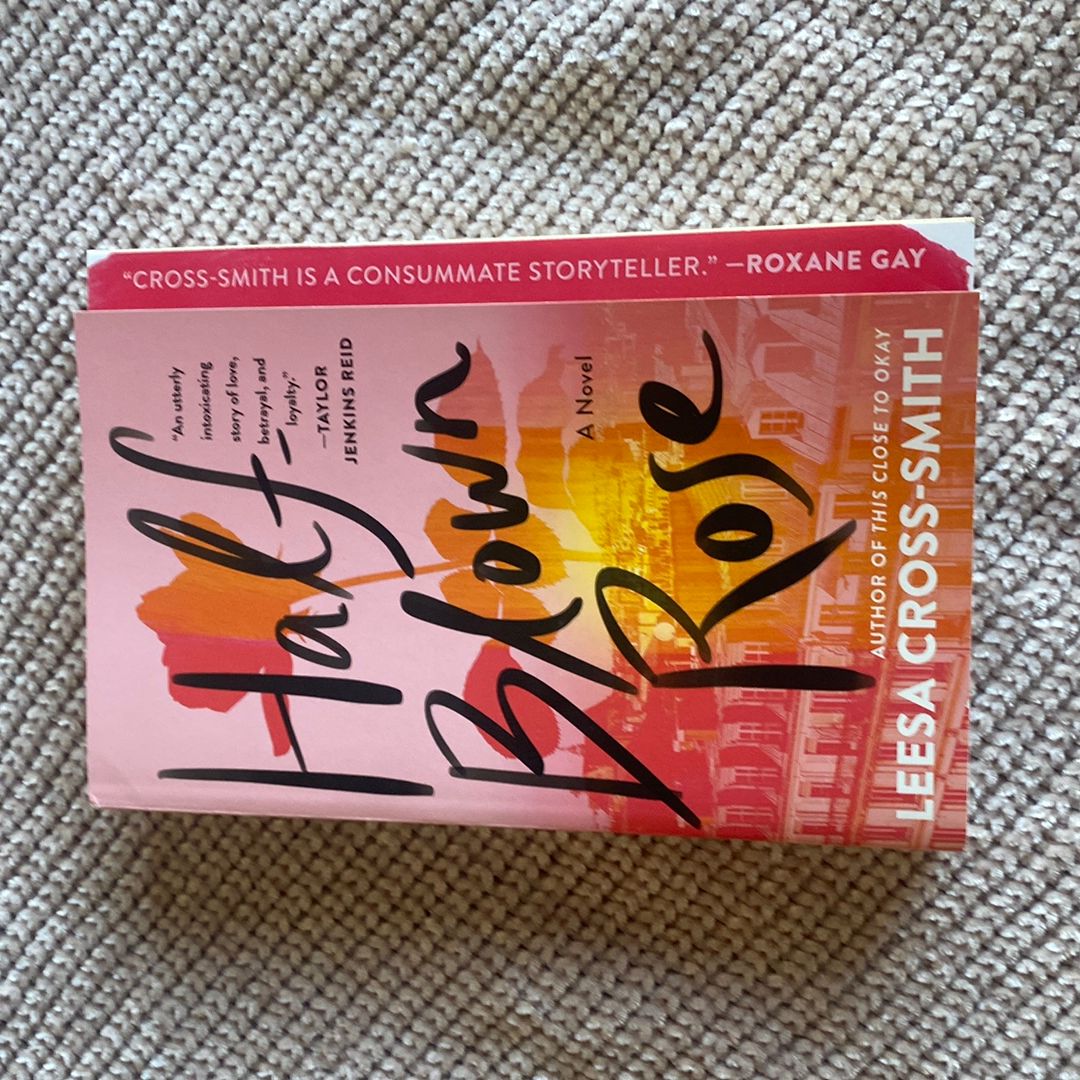 “CROSS-SMITH IS A CONSUMMATE STORYTELLER.” —ROXANE GAY
“An utterly
intoxicating
story of love,
betrayal, and
loyalty.”
—TAYLOR
JENKINS REID
Half-
Blown
Rose
A Novel
AUTHOR OF THIS CLOSE TO OKAY
LEESA CROSS-SMITH